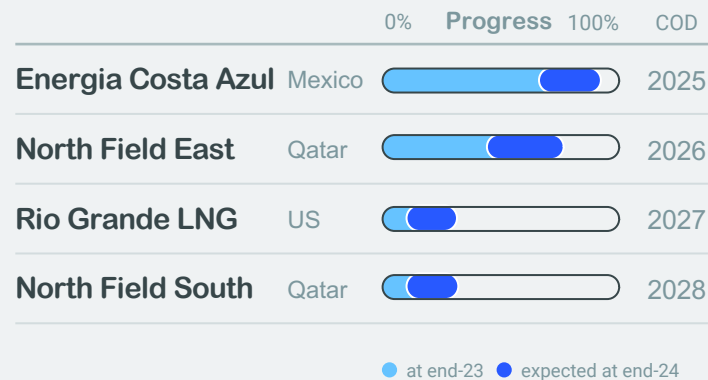 0% Progress 100% COD
Energia Costa Azul Mexico 2025
North Field East Qatar 2026
Rio Grande LNG US 2027
North Field South Qatar 2028
at end-23 expected at end-24